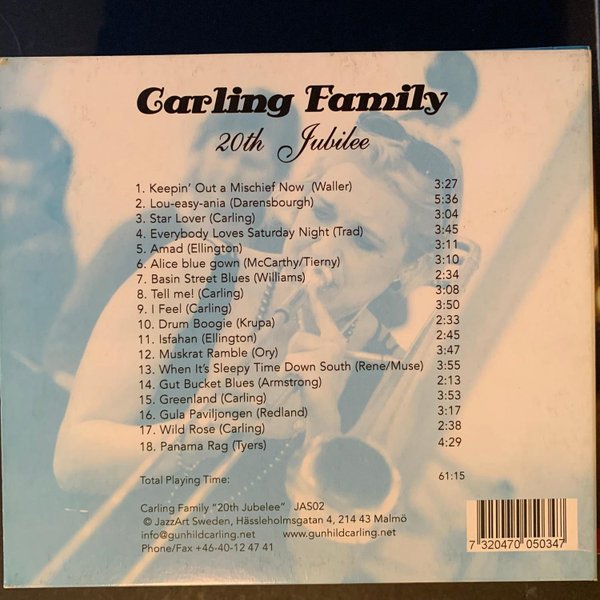 Carling Family
20th Jubilee
1. Keepin' Out a Mischief Now (Waller) 3:27
2. Lou-easy-ania (Darensbourgh) 5:36
3. Star Lover (Carling) 3:04
4. Everybody Loves Saturday Night (Trad) 3:45
5. Amad (Ellington) 3:11
6. Alice blue gown (McCarthy/Tierny) 3:10
7. Basin Street Blues (Williams) 2:34
8. Tell me! (Carling) 3:08
9. I Feel (Carling) 3:50
10. Drum Boogie (Krupa) 2:33
11. Isfahan (Ellington) 2:45
12. Muskrat Ramble (Ory) 3:47
13. When It's Sleepy Time Down South (Rene/Muse) 3:55
14. Gut Bucket Blues (Armstrong) 2:13
15. Greenland (Carling) 3:53
16. Gula Paviljongen (Redland) 3:17
17. Wild Rose (Carling) 2:38
18. Panama Rag (Tyers) 4:29
Total Playing Time: 61:15
Carling Family "20th Jubelee" JAS02
© JazzArt Sweden, Hässleholmsgatan 4, 214 43 Malmö
info@gunhildcarling.net www.gunhildcarling.net
Phone/Fax +46-40-12 47 41
7 320470 050347